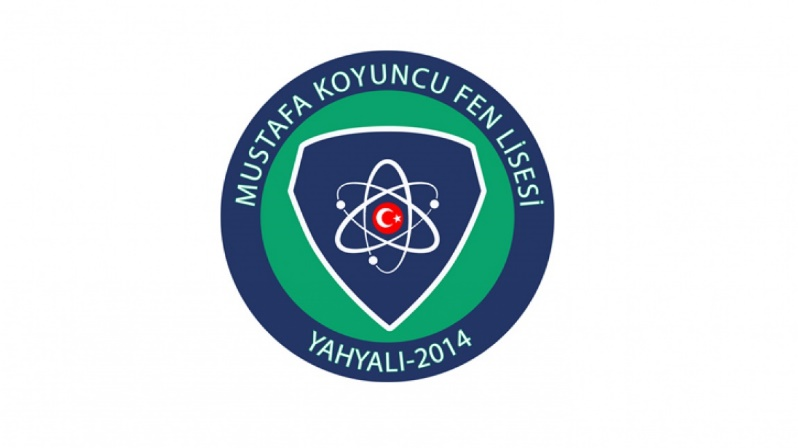 MUSTAFA KOYUNCU FEN LİSESİ
YAHYALI-2014